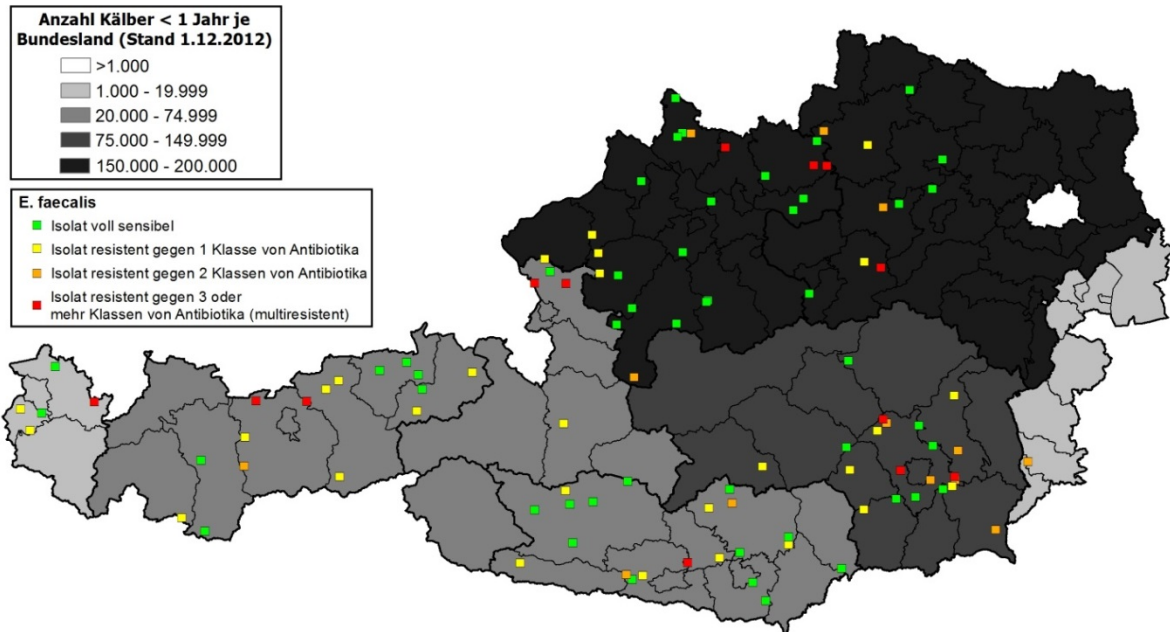 Anzahl Kälber < 1 Jahr je
Bundesland (Stand 1.12.2012)
>1.000
1.000 - 19.999
20.000 - 74.999
75.000 - 149.999
150.000 - 200.000
E. faecalis
Isolat voll sensibel
Isolat resistent gegen 1 Klasse von Antibiotika
Isolat resistent gegen 2 Klassen von Antibiotika
Isolat resistent gegen 3 oder
mehr Klassen von Antibiotika (multiresistent)